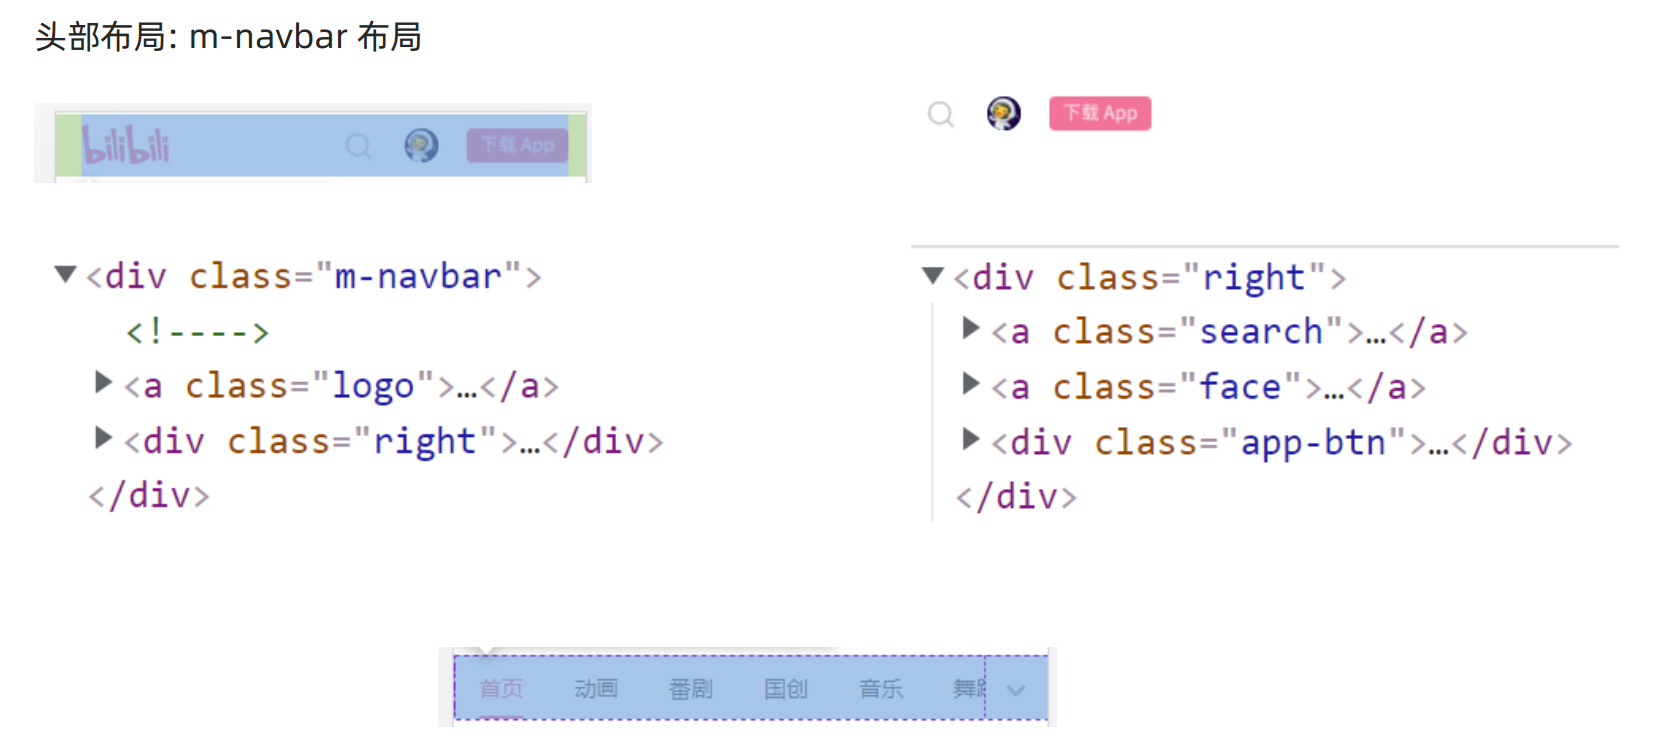 头部布局: m-navbar 布局
bilibili
下载 App
下载 App
<div class="m-navbar">
<!---->
<a class="logo">…</a>
<div class="right">…</div>
</div>
<div class="right">
<a class="search">…</a>
<a class="face">…</a>
<div class="app-btn">…</div>
</div>
首页 动画 番剧 国创 音乐